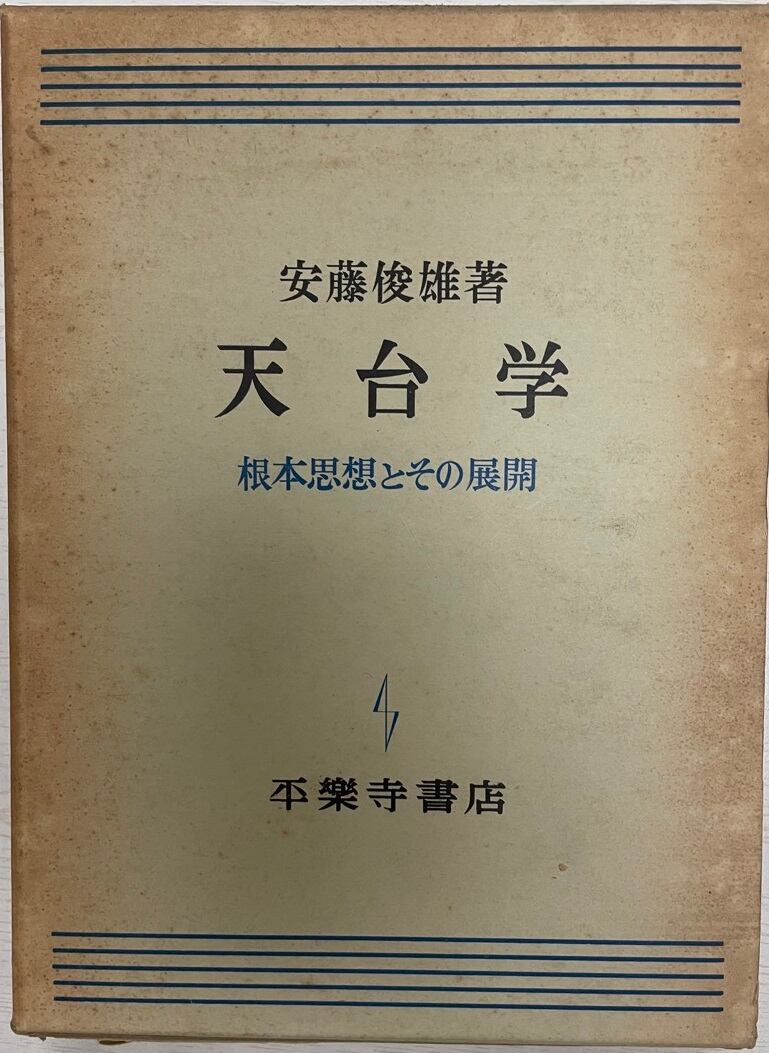 安藤俊雄著
天台学
根本思想とその展開
平樂寺書店